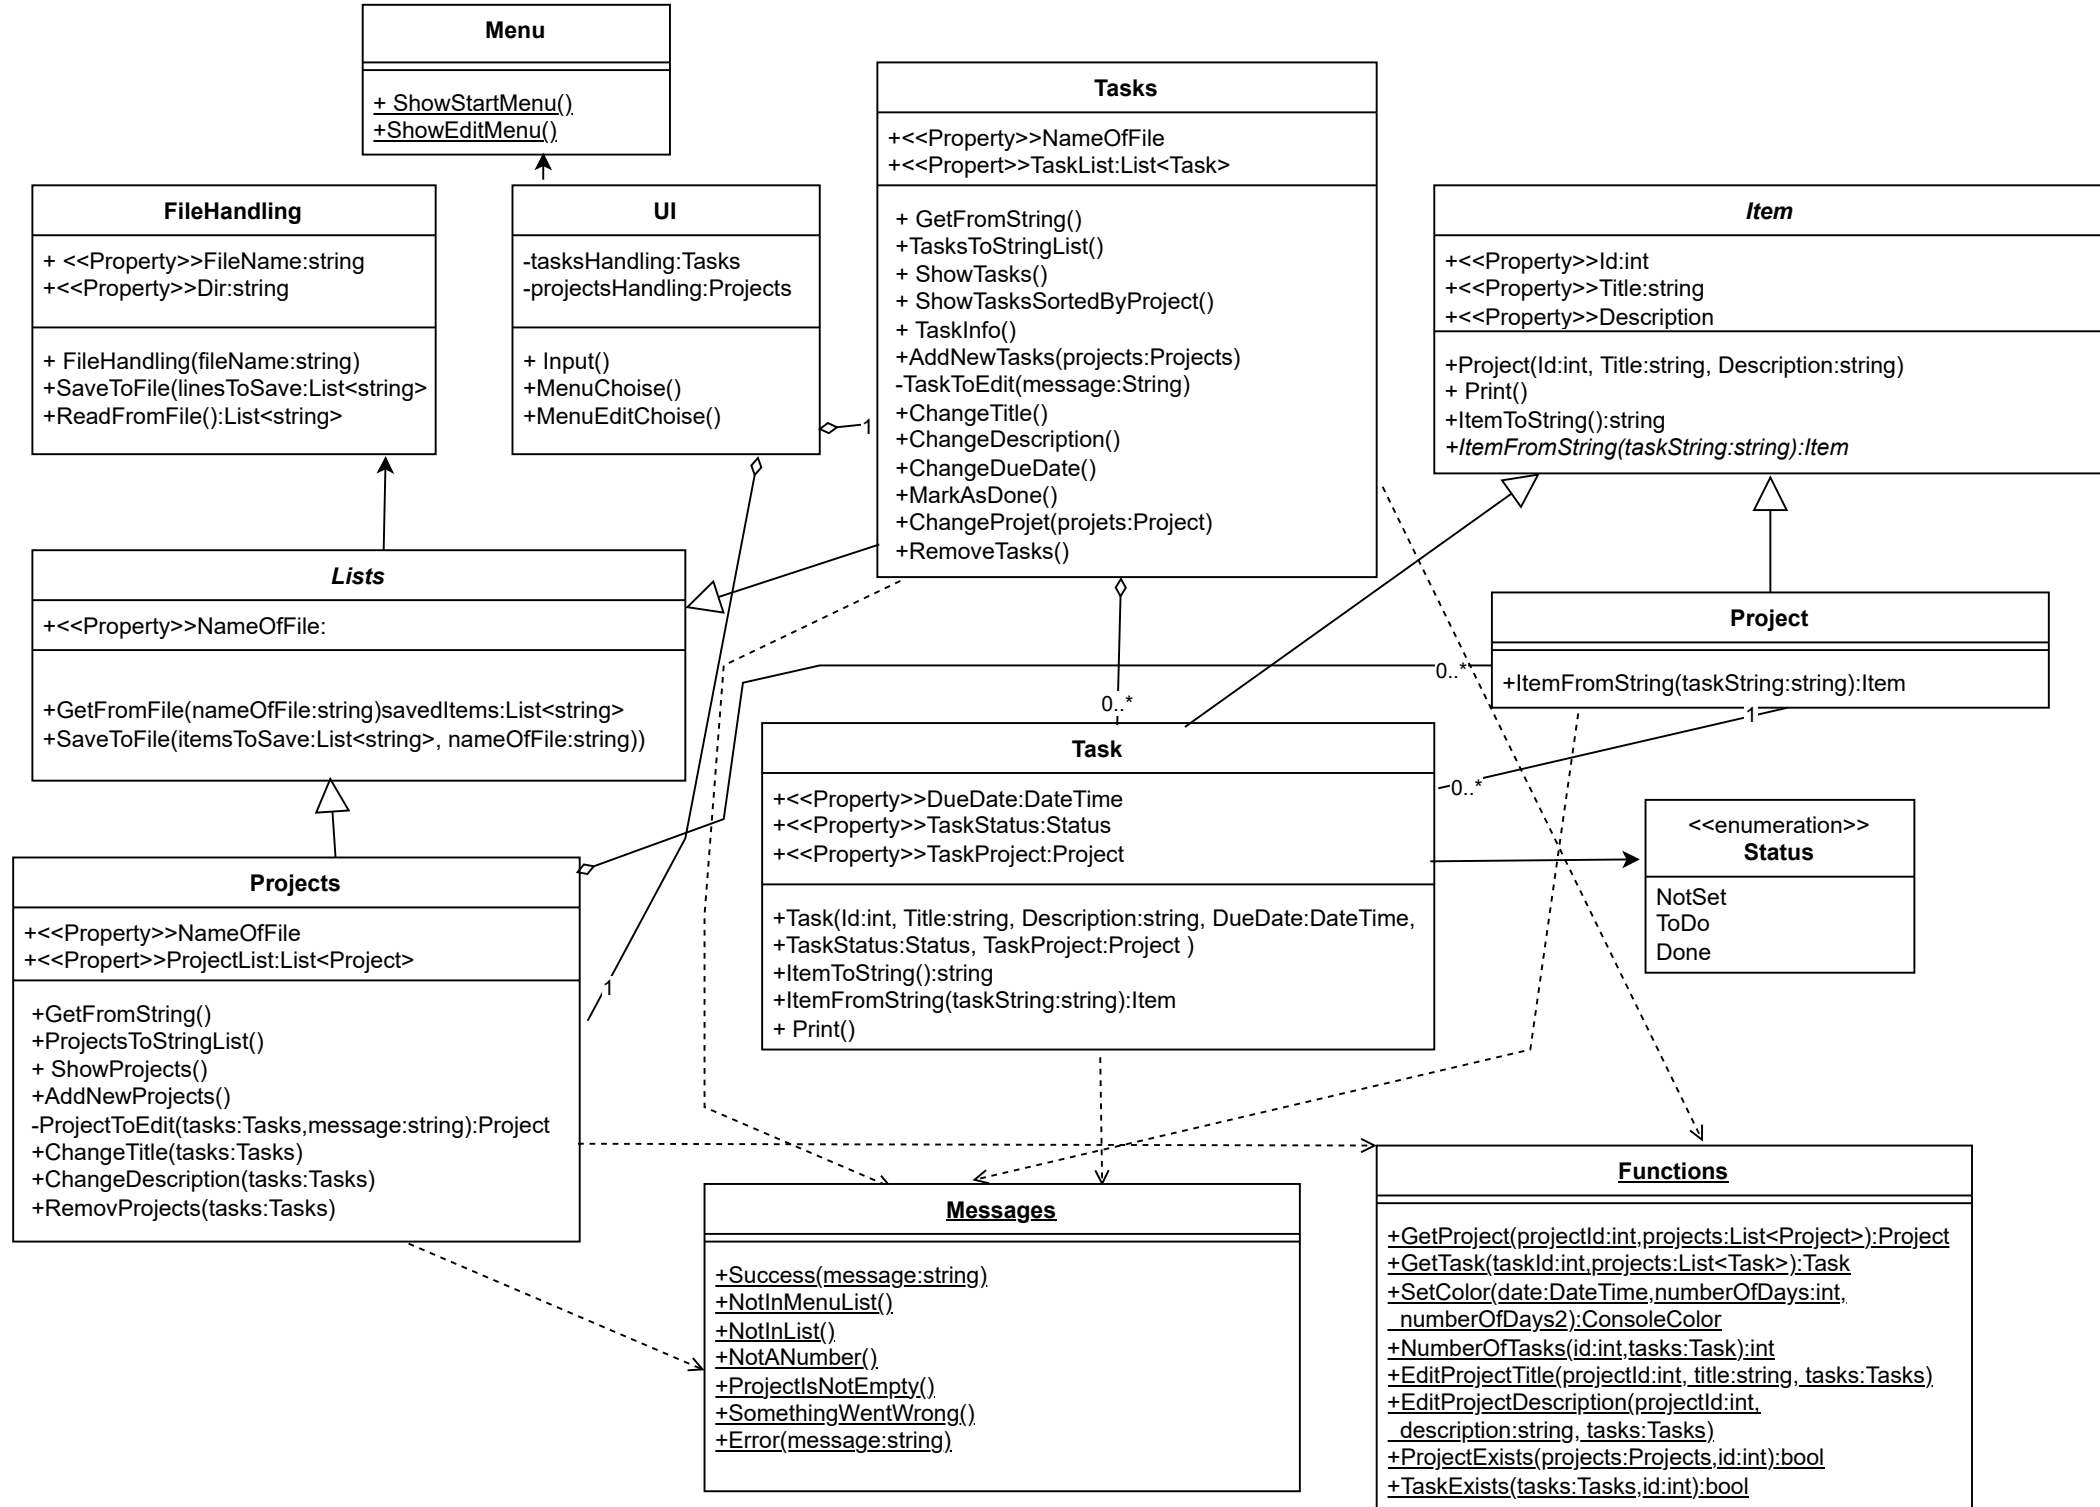 Menu
+ ShowStartMenu()
+ShowEditMenu()
FileHandling
+ <<Property>>FileName:string
+<<Property>>Dir:string
+ FileHandling(fileName:string)
+SaveToFile(linesToSave:List<string>
+ReadFromFile():List<string>
UI
-tasksHandling:Tasks
-projectsHandling:Projects
+ Input()
+MenuChoise()
+MenuEditChoise()
1
Tasks
+<<Property>>NameOfFile
+<<Propert>>TaskList:List<Task>
+ GetFromString()
+TasksToStringList()
+ ShowTasks()
+ ShowTasksSortedByProject()
+ TaskInfo()
+AddNewTasks(projects:Projects)
-TaskToEdit(message:String)
+ChangeTitle()
+ChangeDescription()
+ChangeDueDate()
+MarkAsDone()
+ChangeProjet(projets:Project)
+RemoveTasks()
Item
+<<Property>>Id:int
+<<Property>>Title:string
+<<Property>>Description
+Project(Id:int, Title:string, Description:string)
+ Print()
+ItemToString():string
+ItemFromString(taskString:string):Item
Lists
+<<Property>>NameOfFile:
+GetFromFile(nameOfFile:string)savedItems:List<string>
+SaveToFile(itemsToSave:List<string>, nameOfFile:string))
Project
+ItemFromString(taskString:string):Item
0..*
1
0..*
0..*
Task
+<<Property>>DueDate:DateTime
+<<Property>>TaskStatus:Status
+<<Property>>TaskProject:Project
+Task(Id:int, Title:string, Description:string, DueDate:DateTime,
+TaskStatus:Status, TaskProject:Project )
+ItemToString():string
+ItemFromString(taskString:string):Item
+ Print()
<<enumeration>>
Status
NotSet
ToDo
Done
Projects
+<<Property>>NameOfFile
+<<Propert>>ProjectList:List<Project>
+GetFromString()
+ProjectsToStringList()
+ ShowProjects()
+AddNewProjects()
-ProjectToEdit(tasks:Tasks,message:string):Project
+ChangeTitle(tasks:Tasks)
+ChangeDescription(tasks:Tasks)
+RemovProjects(tasks:Tasks)
1
Messages
+Success(message:string)
+NotInMenuList()
+NotInList()
+NotANumber()
+ProjectIsNotEmpty()
+SomethingWentWrong()
+Error(message:string)
Functions
+GetProject(projectId:int,projects:List<Project>):Project
+GetTask(taskId:int,projects:List<Task>):Task
+SetColor(date:DateTime,numberOfDays:int,
numberOfDays2):ConsoleColor
+NumberOfTasks(id:int,tasks:Task):int
+EditProjectTitle(projectId:int, title:string, tasks:Tasks)
+EditProjectDescription(projectId:int,
description:string, tasks:Tasks)
+ProjectExists(projects:Projects,id:int):bool
+TaskExists(tasks:Tasks,id:int):bool